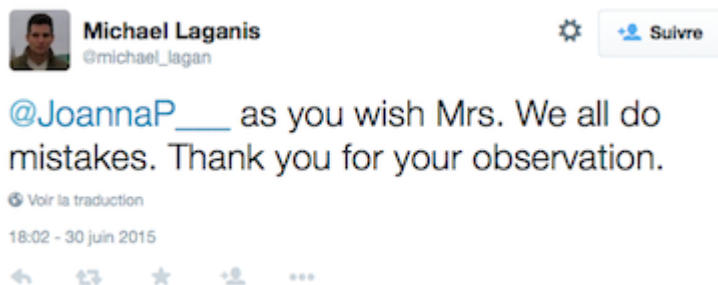 Michael Laganis
Suivre
@michael_lagan
@JoannaP___ as you wish Mrs. We all do
mistakes. Thank you for your observation.
Voir la traduction
18:02 - 30 juin 2015